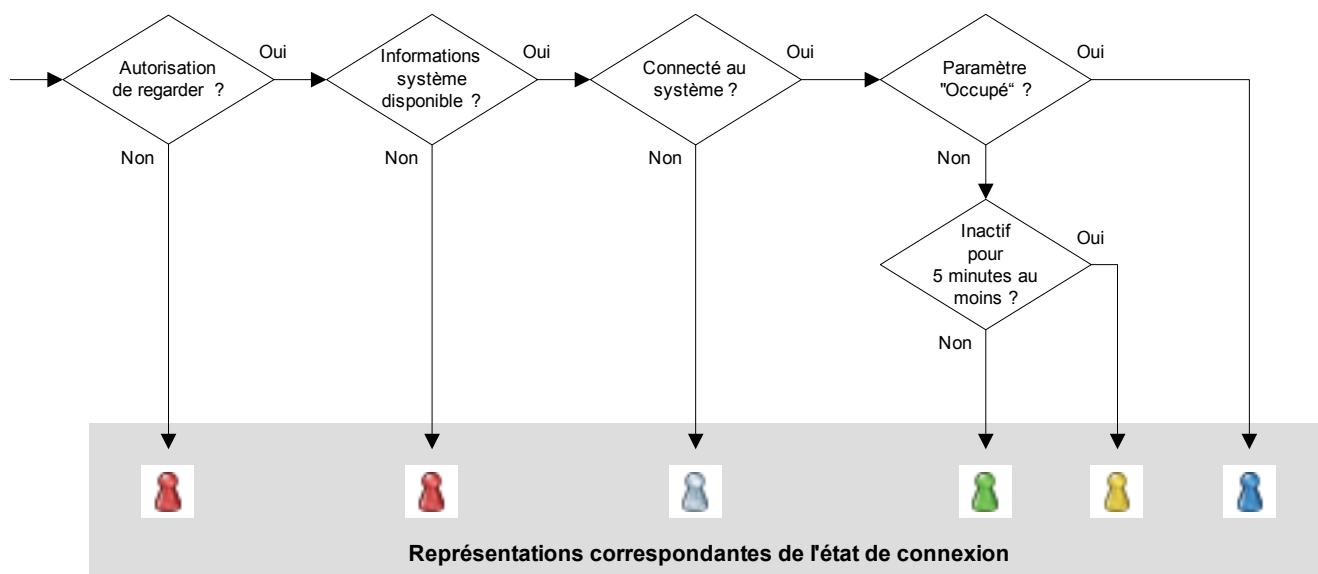 Autorisation
de regarder ?
Oui
Non
Informations
système
disponible ?
Oui
Non
Connecté au
système ?
Oui
Non
Paramètre
"Occupé“ ?
Oui
Non
Inactif
pour
5 minutes au
moins ?
Oui
Non
Représentations correspondantes de l'état de connexion